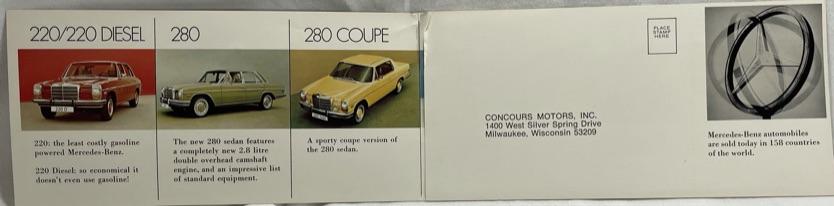 220/220 DIESEL
220: the least costly gasoline
powered Mercedes-Benz.
220 Diesel: so economical it
doesn't even use gasoline!
280
The new 280 sedan features
a completely new 2.8 litre
double overhead camshaft
engine, and an impressive list
of standard equipment.
280 COUPE
A sporty coupe version of
the 280 sedan.
CONCOURS MOTORS, INC.
1400 West Silver Spring Drive
Milwaukee, Wisconsin 53209
PLACE
STAMP
HERE
Mercedes-Benz automobiles
are sold today in 158 countries
of the world.